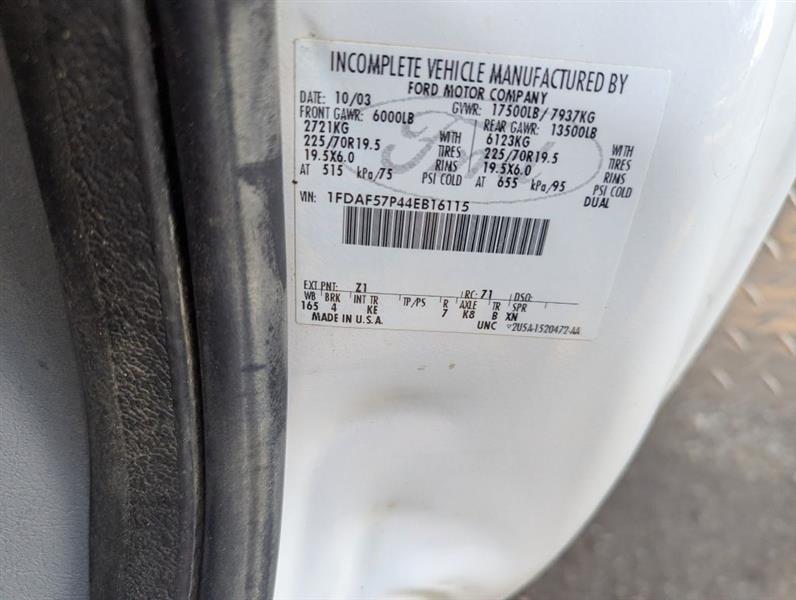 INCOMPLETE VEHICLE MANUFACTURED BY
FORD MOTOR COMPANY
DATE: 10/03 GVWR: 17500LB / 7937KG
FRONT GAWR: 6000LB REAR GAWR: 13500LB
2721KG WITH 6123KG WITH
225/70R19.5 TIRES 225/70R19.5 TIRES
19.5X6.0 RIMS 19.5X6.0 RIMS
AT 515 kPa/75 PSI COLD AT 655 kPa/95 PSI COLD
DUAL
VIN: 1FDAF57P44EB16115
Ford
EXT PNT: Z1 RC: 71 DSO:
WB BRK INT TR TP/PS R AXLE TR SPR
165 4 KE 7 K8 B XN
MADE IN U.S.A. UNC 2U5A-1520472-AA